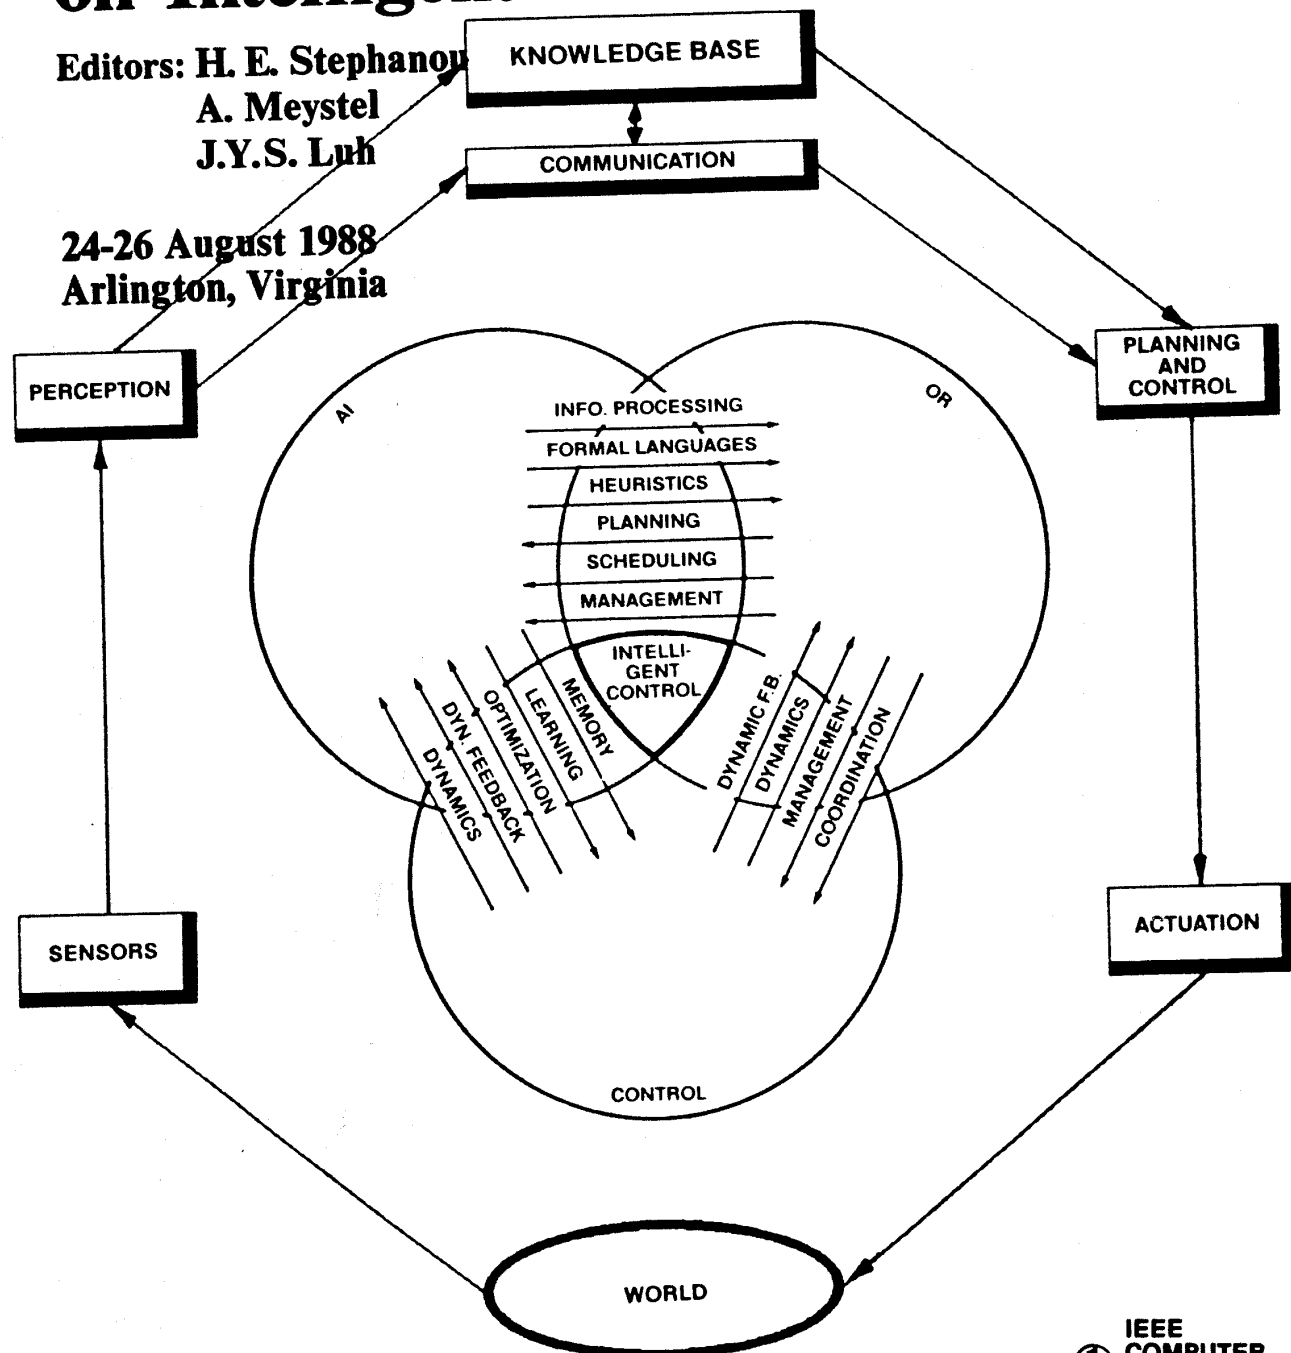 Editors: H. E. Stephanou
A. Meystel
J.Y.S. Luh
24-26 August 1988
Arlington, Virginia
KNOWLEDGE BASE
COMMUNICATION
PERCEPTION
PLANNING
AND
CONTROL
AI
OR
INFO. PROCESSING
FORMAL LANGUAGES
HEURISTICS
PLANNING
SCHEDULING
MANAGEMENT
INTELLI-
GENT
CONTROL
MEMORY
LEARNING
OPTIMIZATION
DYN. FEEDBACK
DYNAMICS
DYNAMIC F.B.
DYNAMICS
MANAGEMENT
COORDINATION
SENSORS
ACTUATION
CONTROL
WORLD
IEEE
COMPUTER